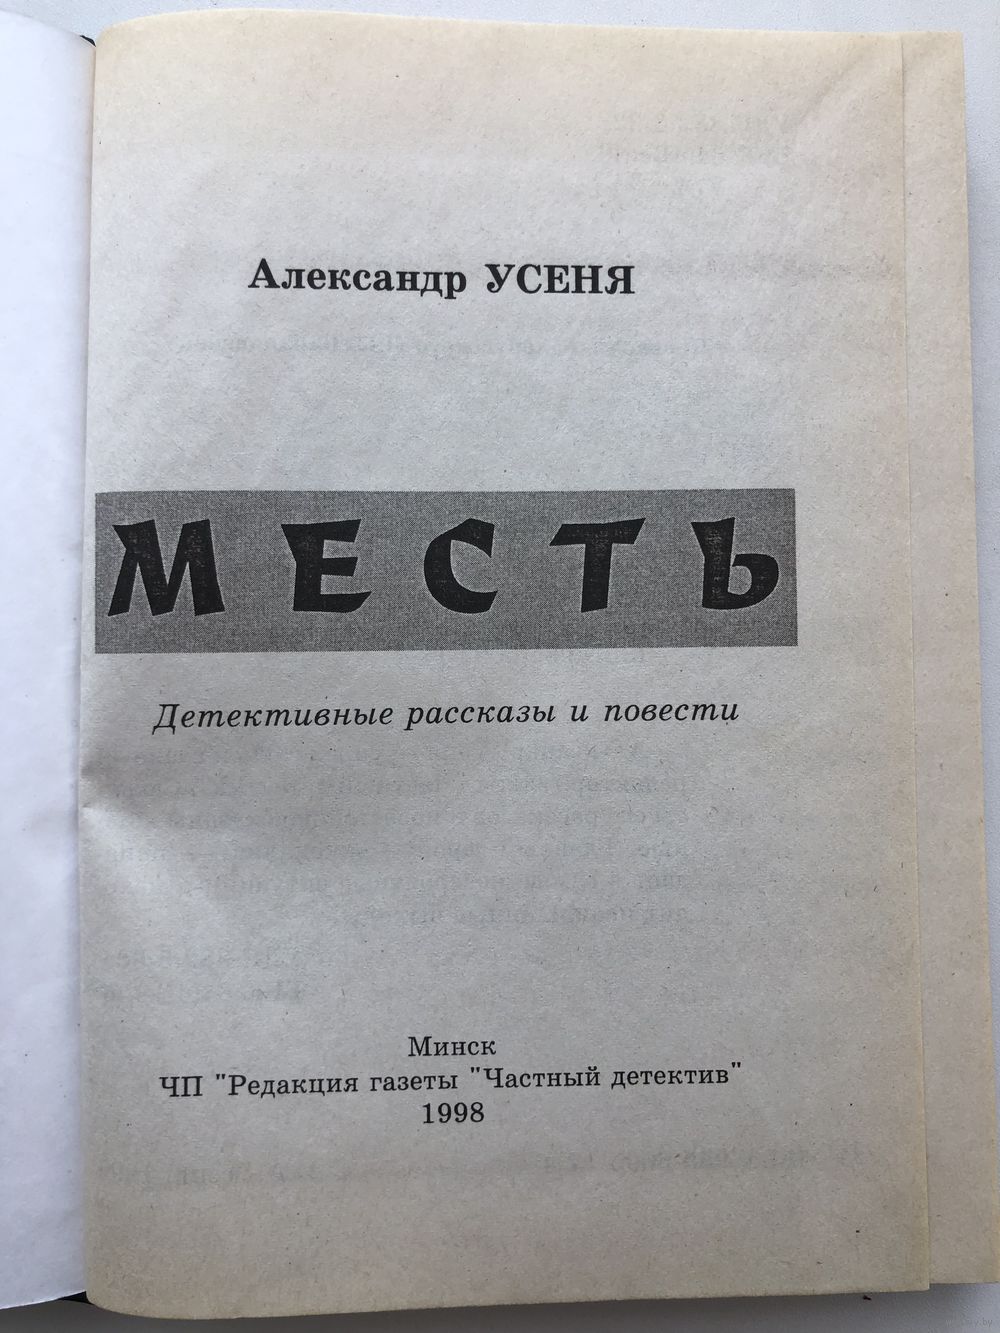 Александр УСЕНЯ
МЕСТЬ
Детективные рассказы и повести
Минск
ЧП "Редакция газеты "Частный детектив"
1998